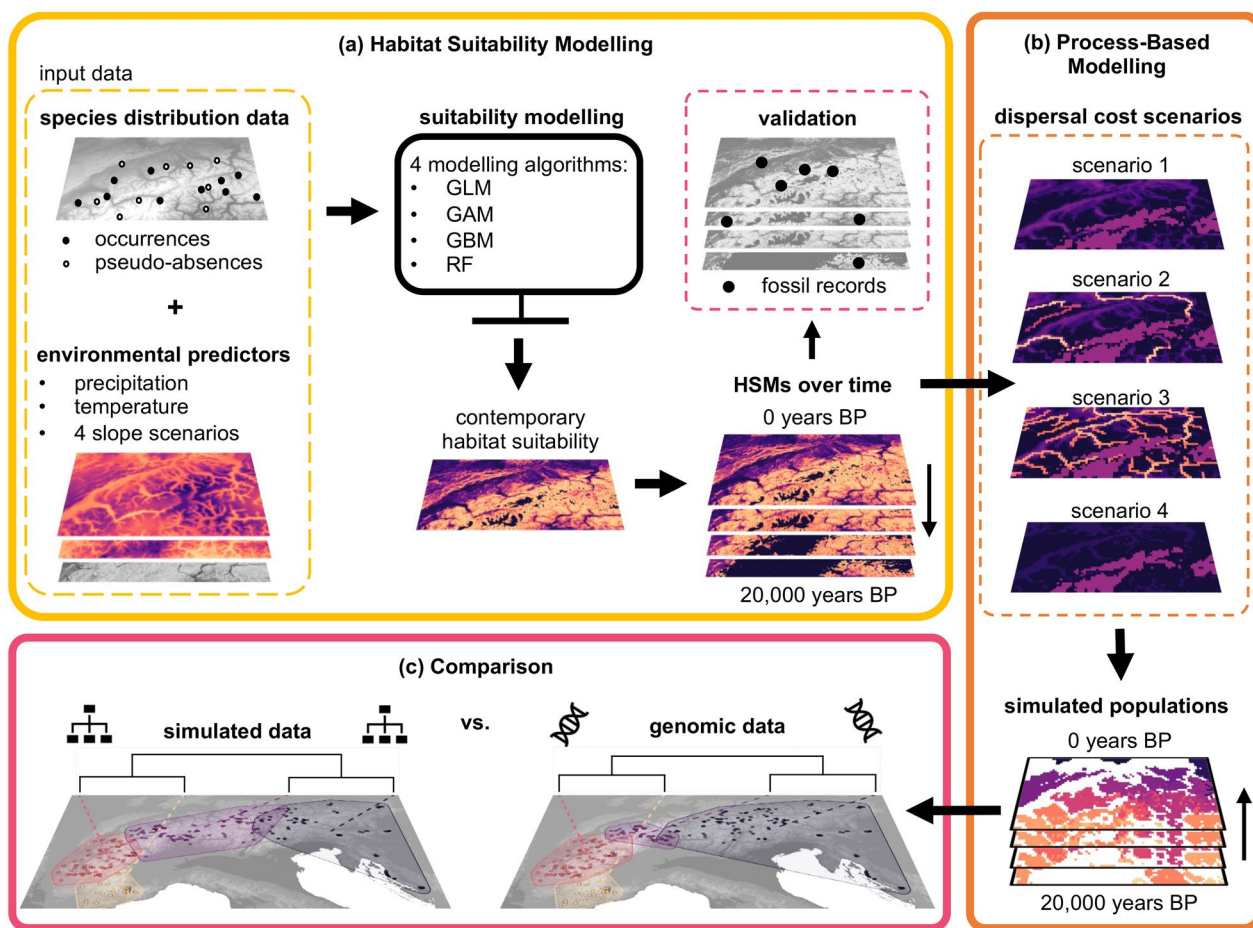 (a) Habitat Suitability Modelling
input data
species distribution data
• occurrences
pseudo-absences
+
environmental predictors
• precipitation
• temperature
• 4 slope scenarios
suitability modelling
4 modelling algorithms:
• GLM
• GAM
• GBM
• RF
contemporary
habitat suitability
validation
fossil records
HSMs over time
0 years BP
20,000 years BP
(b) Process-Based
Modelling
dispersal cost scenarios
scenario 1
scenario 2
scenario 3
scenario 4
simulated populations
0 years BP
20,000 years BP
(c) Comparison
simulated data
vs.
genomic data